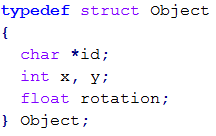 typedef struct Object
{
  char *id;
  int x, y;
  float rotation;
} Object;